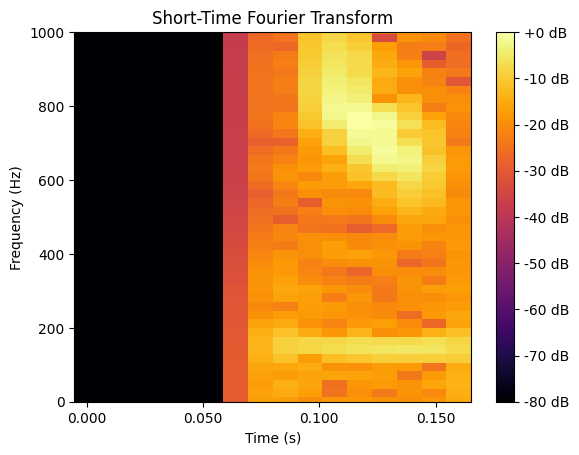 Short-Time Fourier Transform
1000
800
600
400
200
0
Frequency (Hz)
0.000
0.050
0.100
0.150
Time (s)
+0 dB
-10 dB
-20 dB
-30 dB
-40 dB
-50 dB
-60 dB
-70 dB
-80 dB